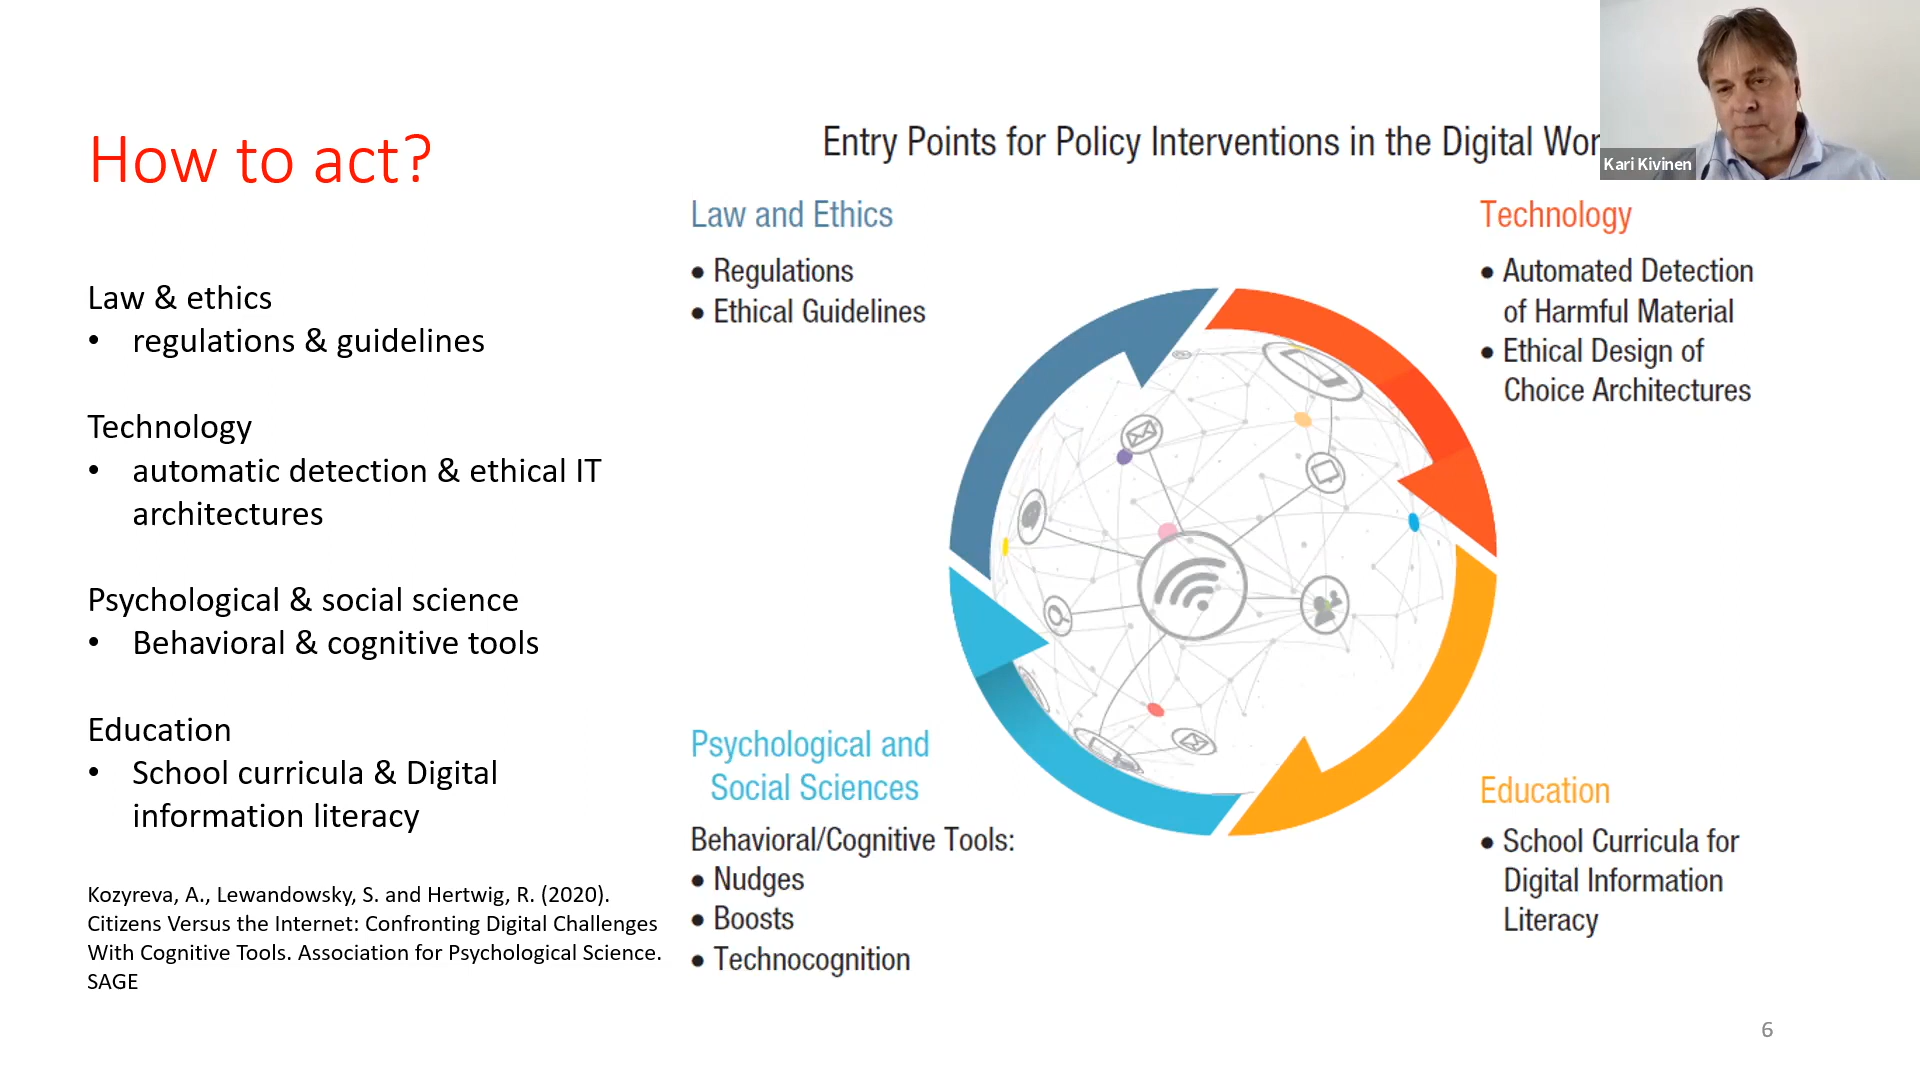 How to act?
Law & ethics
• regulations & guidelines
Technology
• automatic detection & ethical IT
architectures
Psychological & social science
• Behavioral & cognitive tools
Education
• School curricula & Digital
information literacy
Kozyreva, A., Lewandowsky, S. and Hertwig, R. (2020).
Citizens Versus the Internet: Confronting Digital Challenges
With Cognitive Tools. Association for Psychological Science.
SAGE
Entry Points for Policy Interventions in the Digital Wor
Law and Ethics
• Regulations
• Ethical Guidelines
Technology
• Automated Detection
of Harmful Material
• Ethical Design of
Choice Architectures
Psychological and
Social Sciences
Behavioral/Cognitive Tools:
• Nudges
• Boosts
• Technocognition
Education
• School Curricula for
Digital Information
Literacy
Kari Kivinen
6